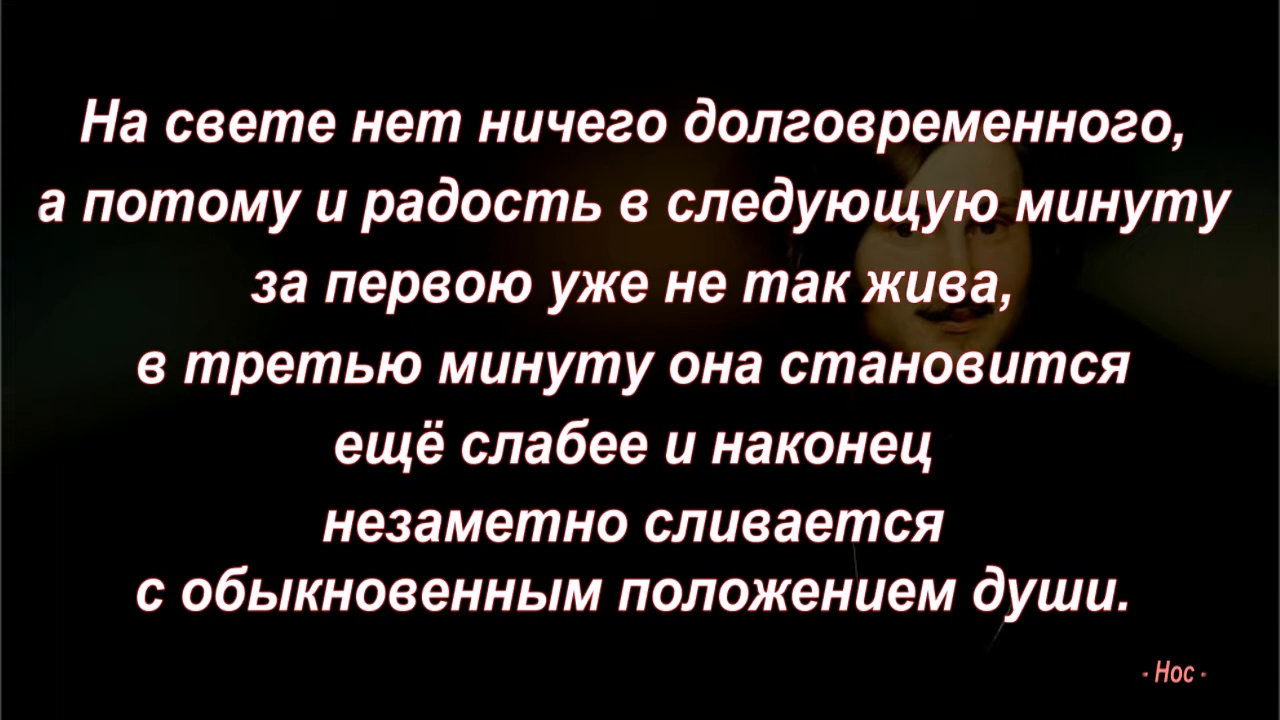 На свете нет ничего долговременного,
а потому и радость в следующую минуту
за первою уже не так жива,
в третью минуту она становится
ещё слабее и наконец
незаметно сливается
с обыкновенным положением души.
- Нос -